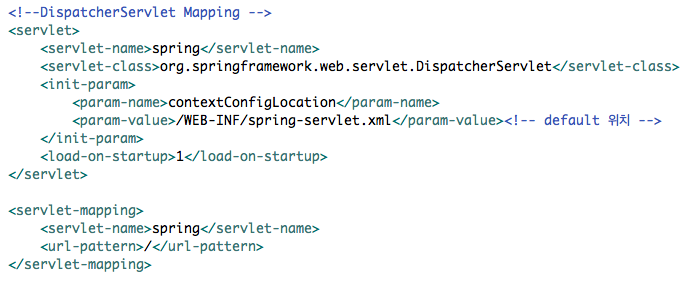 <!--DispatcherServlet Mapping -->
<servlet>
    <servlet-name>spring</servlet-name>
    <servlet-class>org.springframework.web.servlet.DispatcherServlet</servlet-class>
    <init-param>
        <param-name>contextConfigLocation</param-name>
        <param-value>/WEB-INF/spring-servlet.xml</param-value><!-- default 위치 -->
    </init-param>
    <load-on-startup>1</load-on-startup>
</servlet>

<servlet-mapping>
    <servlet-name>spring</servlet-name>
    <url-pattern>/</url-pattern>
</servlet-mapping>